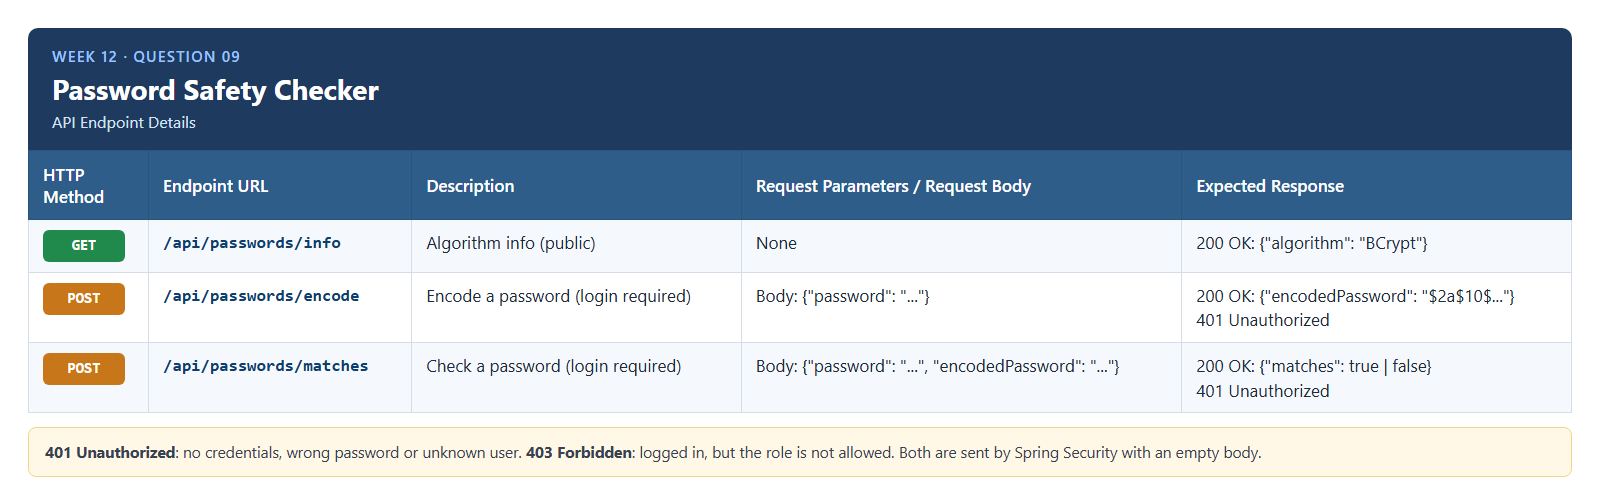 WEEK 12 · QUESTION 09
Password Safety Checker
API Endpoint Details
HTTP Method Endpoint URL Description Request Parameters / Request Body Expected Response
GET /api/passwords/info Algorithm info (public) None 200 OK: {"algorithm": "BCrypt"}
POST /api/passwords/encode Encode a password (login required) Body: {"password": "..."} 200 OK: {"encodedPassword": "$2a$10$..."}
401 Unauthorized
POST /api/passwords/matches Check a password (login required) Body: {"password": "...", "encodedPassword": "..."} 200 OK: {"matches": true | false}
401 Unauthorized
401 Unauthorized: no credentials, wrong password or unknown user. 403 Forbidden: logged in, but the role is not allowed. Both are sent by Spring Security with an empty body.